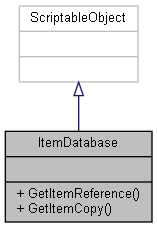 ScriptableObject
ItemDatabase
+ GetItemReference()
+ GetItemCopy()